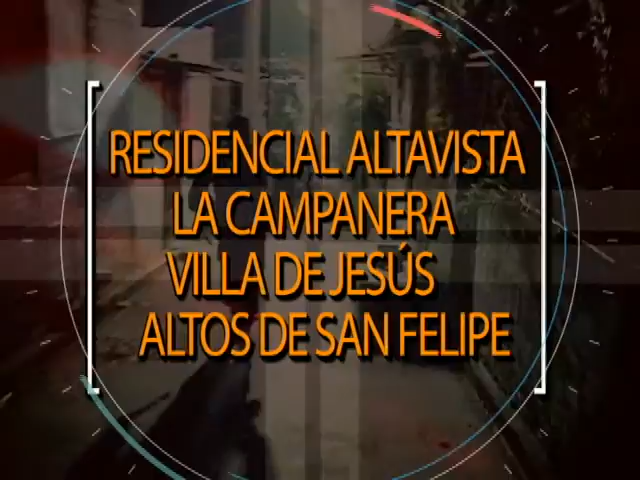 RESIDENCIAL ALTAVISTA
LA CAMPANERA
VILLA DE JESÚS
ALTOS DE SAN FELIPE